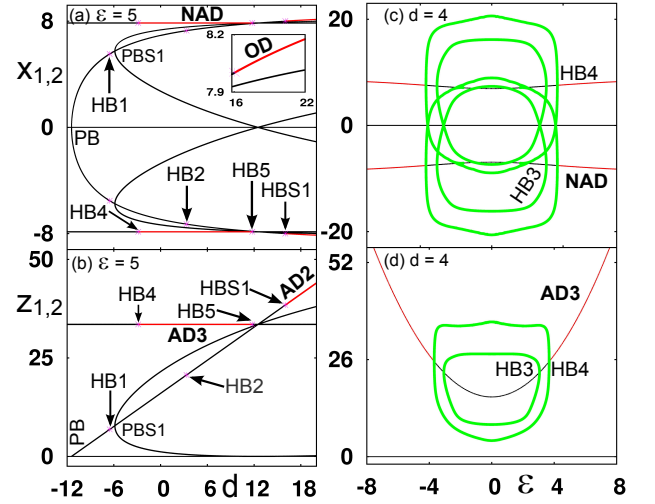 (a) ε = 5
NAD
8
0
-8
X1,2
PBS1
HB1
PB
OD
8.2
7.9
16
22
HB2
HB5
HBS1
HB4
(b) ε = 5
50
25
0
Z1,2
HB4
HBS1
AD2
HB5
AD3
HB1
HB2
PBS1
PB
-12 -6 0 6 d 12 18
(c) d = 4
20
0
-20
HB4
HB3
NAD
(d) d = 4
52
26
0
AD3
HB3
HB4
-8 -4 0 ε 4 8